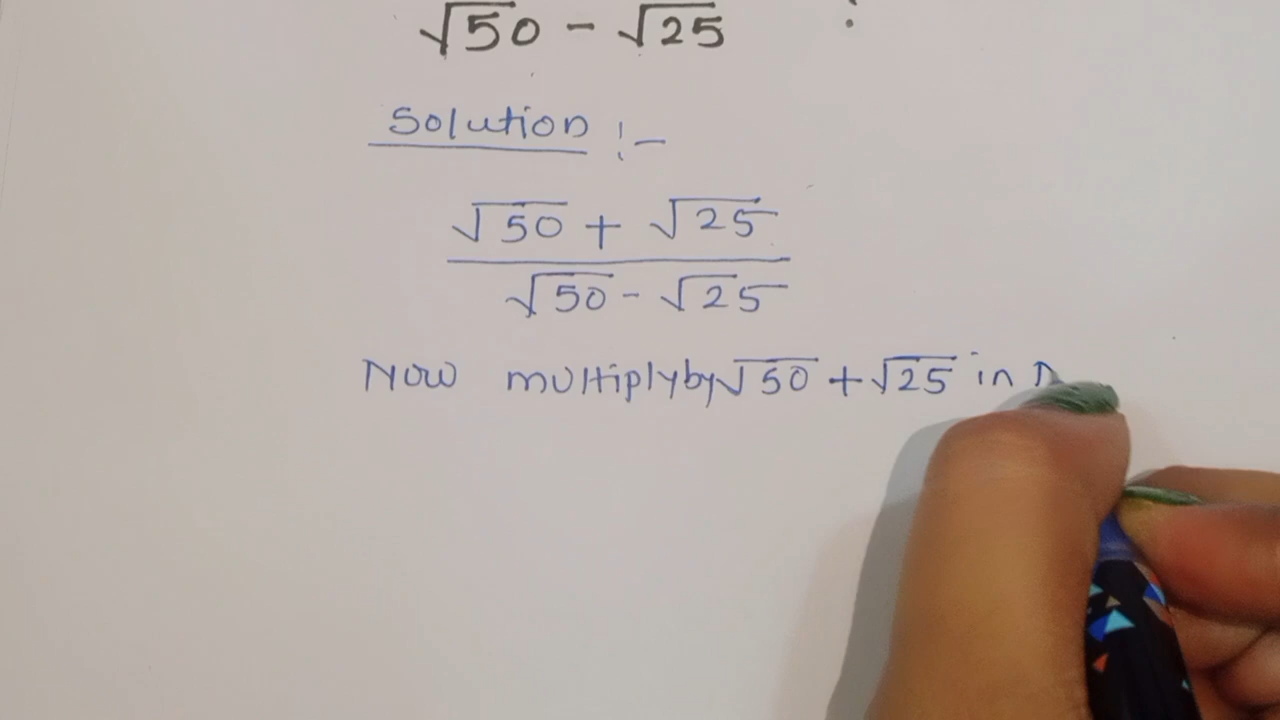 √50 - √25 :
Solution :-
√50 + √25
√50 - √25
Now multiply by √50 + √25 in